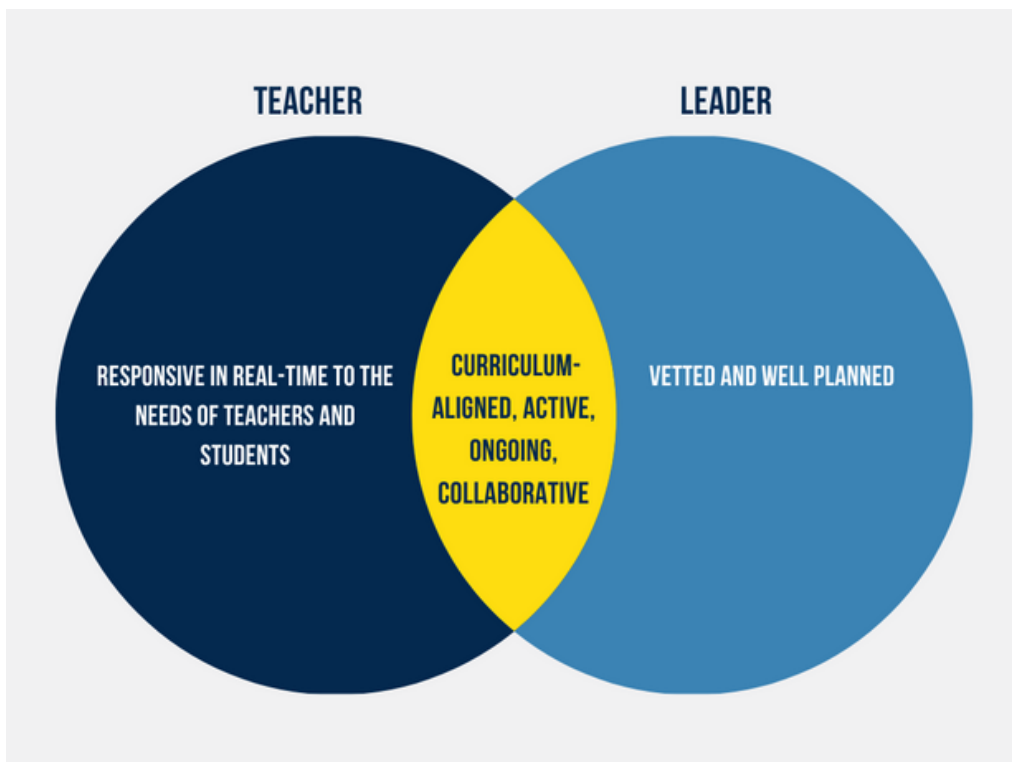 TEACHER
LEADER
RESPONSIVE IN REAL-TIME TO THE
NEEDS OF TEACHERS AND
STUDENTS
CURRICULUM-
ALIGNED, ACTIVE,
ONGOING,
COLLABORATIVE
VETTED AND WELL PLANNED